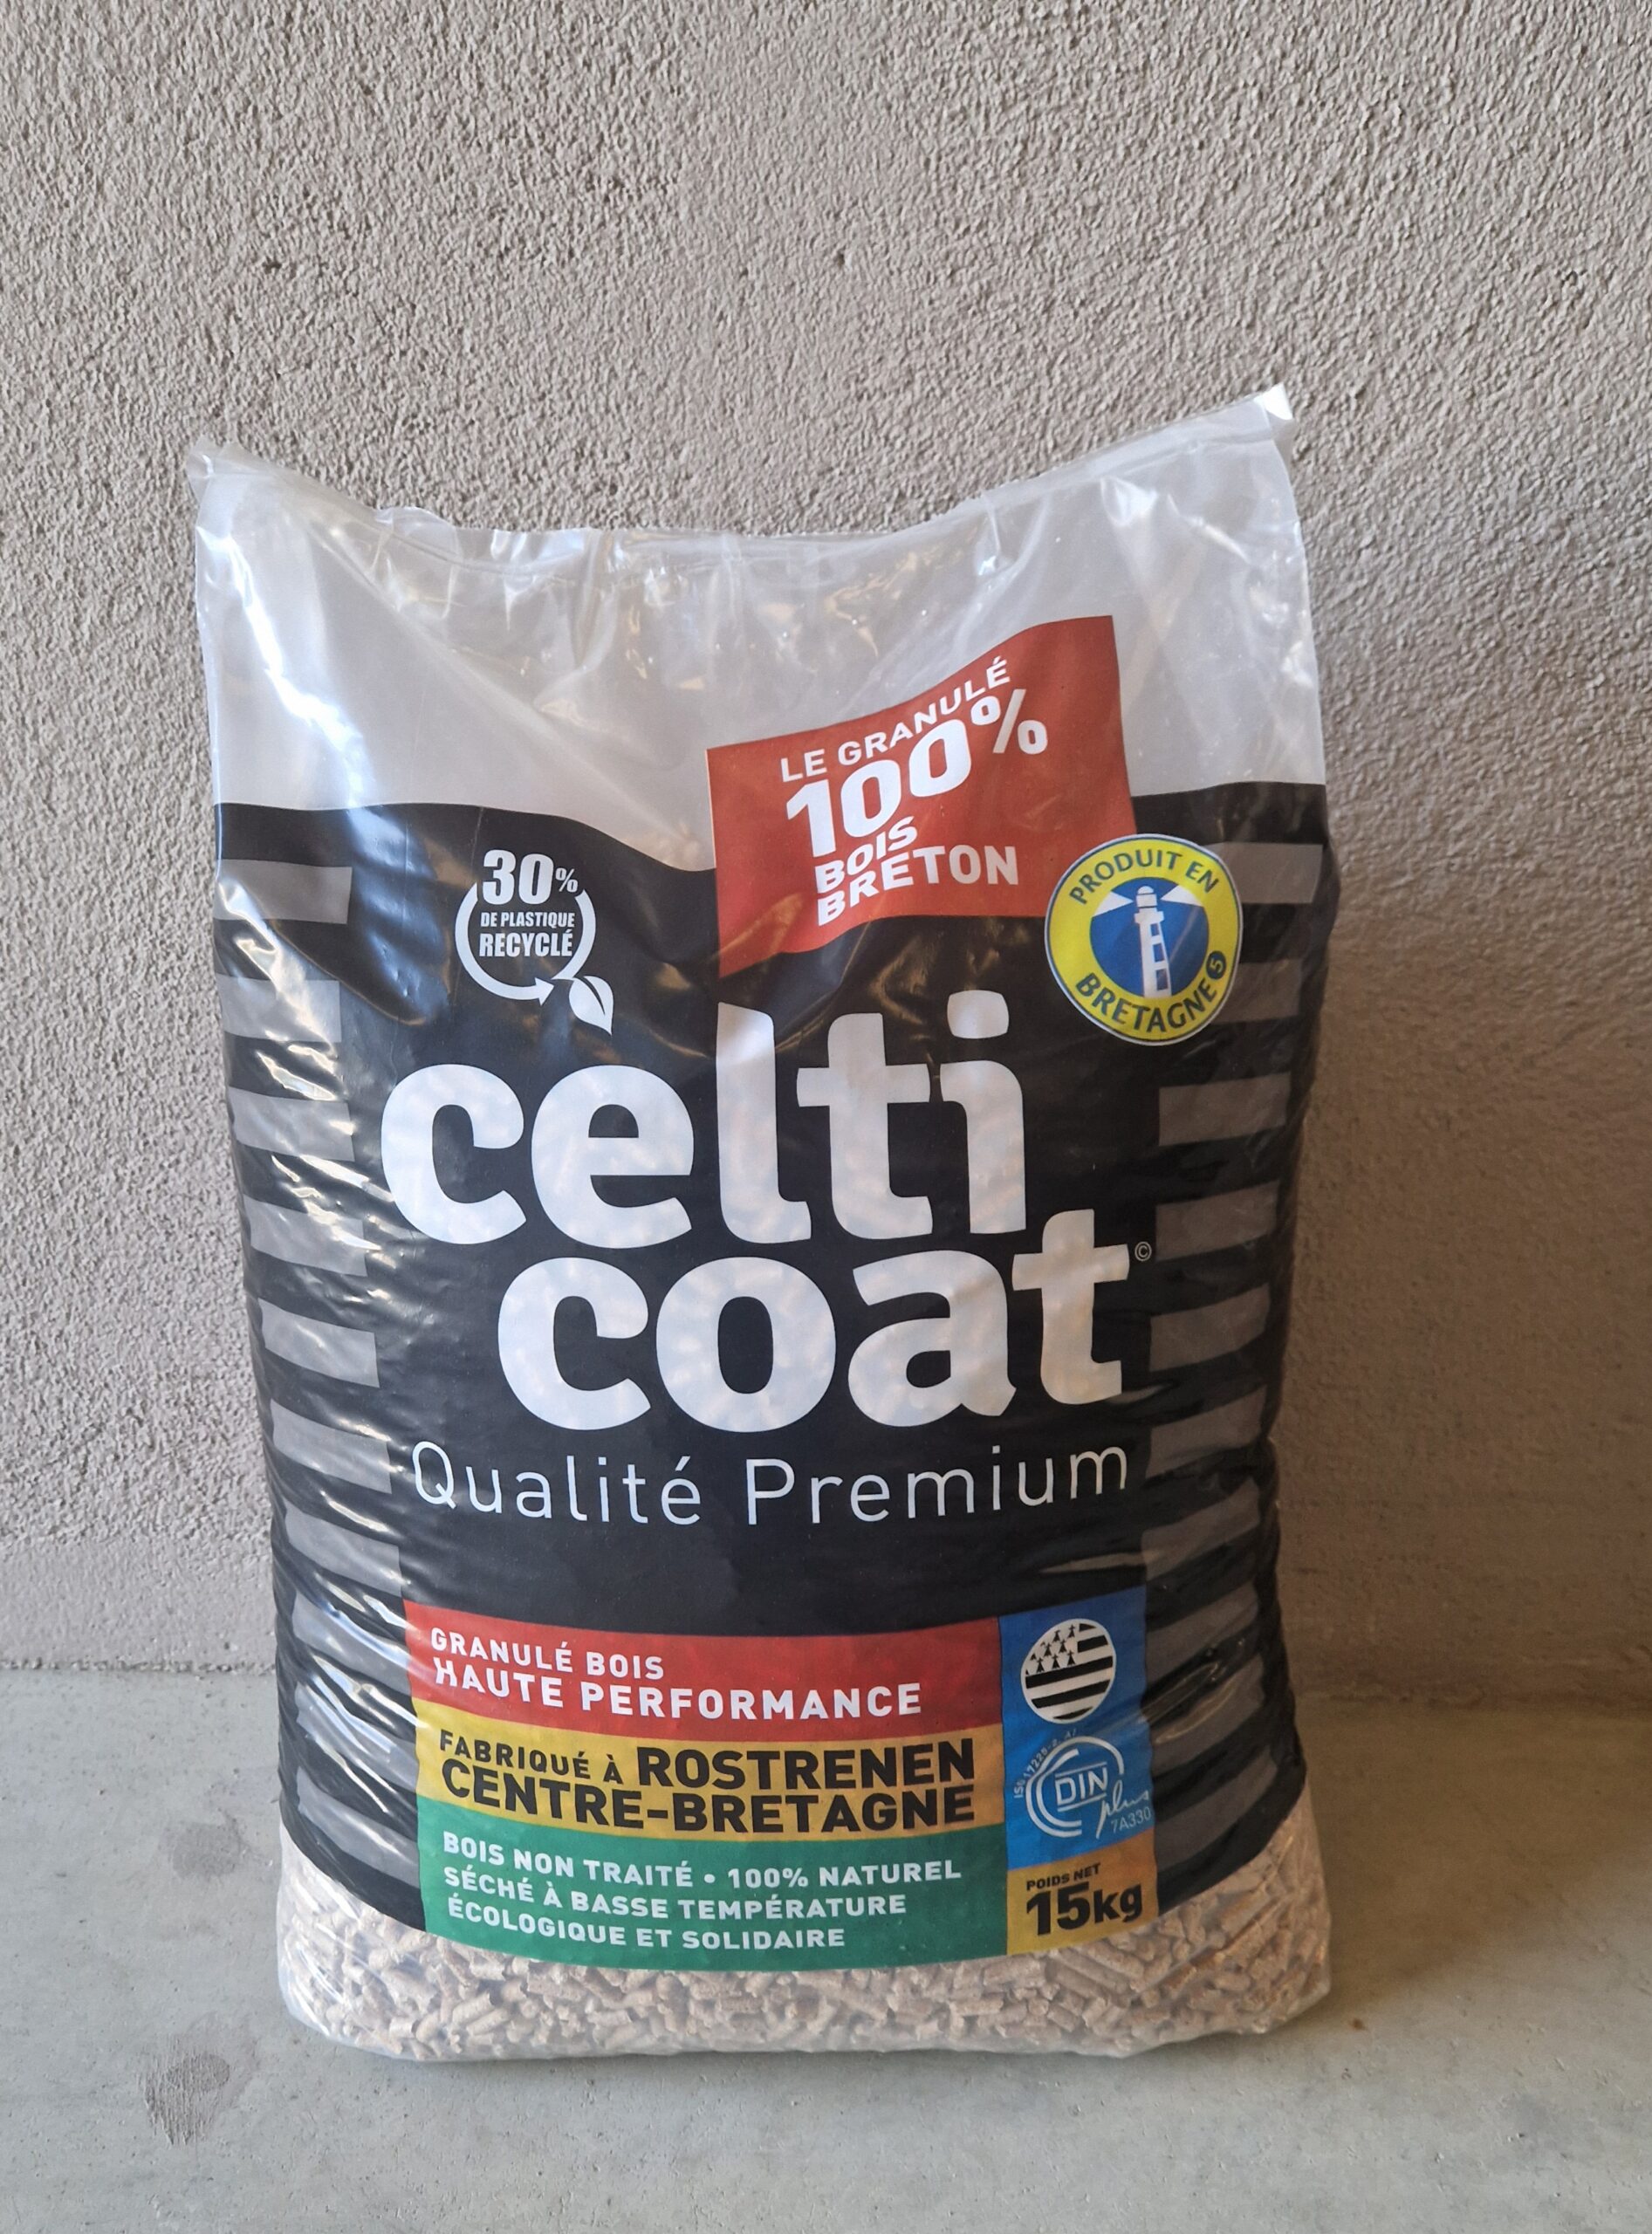 LE GRANULÉ
100%
BOIS
BRETON
30%
DE PLASTIQUE
RECYCLÉ
PRODUIT EN
BRETAGNE
5
celti
coat©
Qualité Premium
GRANULÉ BOIS
HAUTE PERFORMANCE
FABRIQUÉ À ROSTRENEN
CENTRE-BRETAGNE
BOIS NON TRAITÉ • 100% NATUREL
SÉCHÉ À BASSE TEMPÉRATURE
ÉCOLOGIQUE ET SOLIDAIRE
DIN
plus
7A330
POIDS NET
15kg